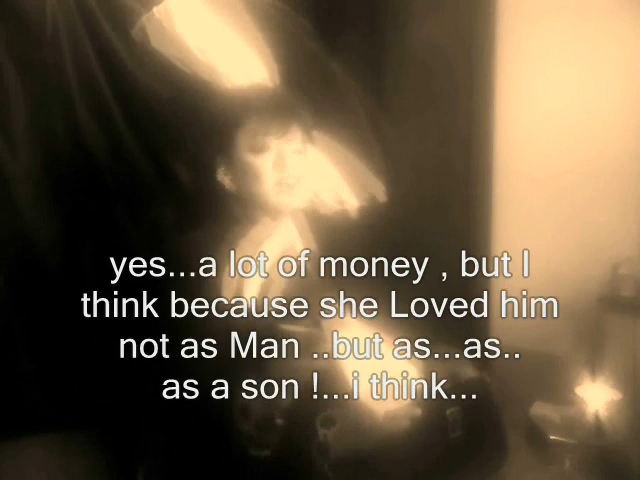 yes...a lot of money , but I
think because she Loved him
not as Man ..but as...as..
as a son !...i think...